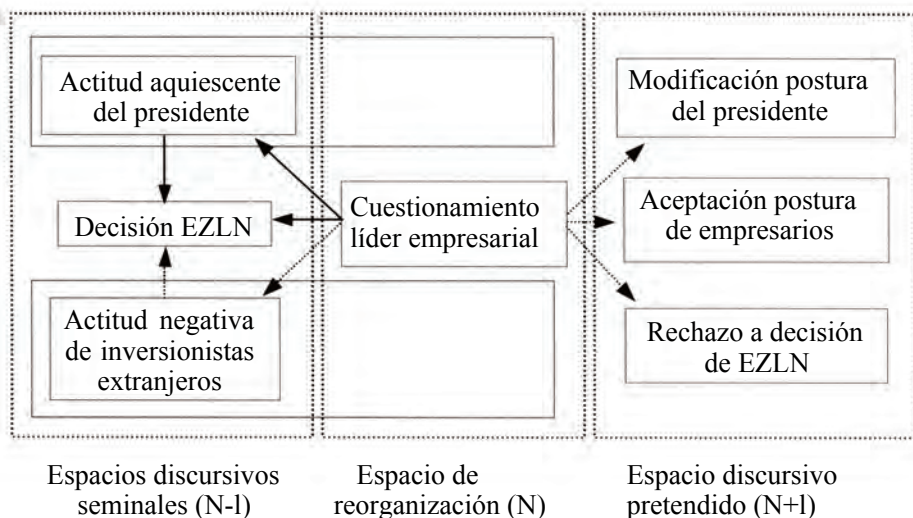 Actitud aquiescente
del presidente
Decisión EZLN
Actitud negativa
de inversionistas
extranjeros
Cuestionamiento
líder empresarial
Modificación postura
del presidente
Aceptación postura
de empresarios
Rechazo a decisión
de EZLN
Espacios discursivos
seminales (N-l)
Espacio de
reorganización (N)
Espacio discursivo
pretendido (N+l)